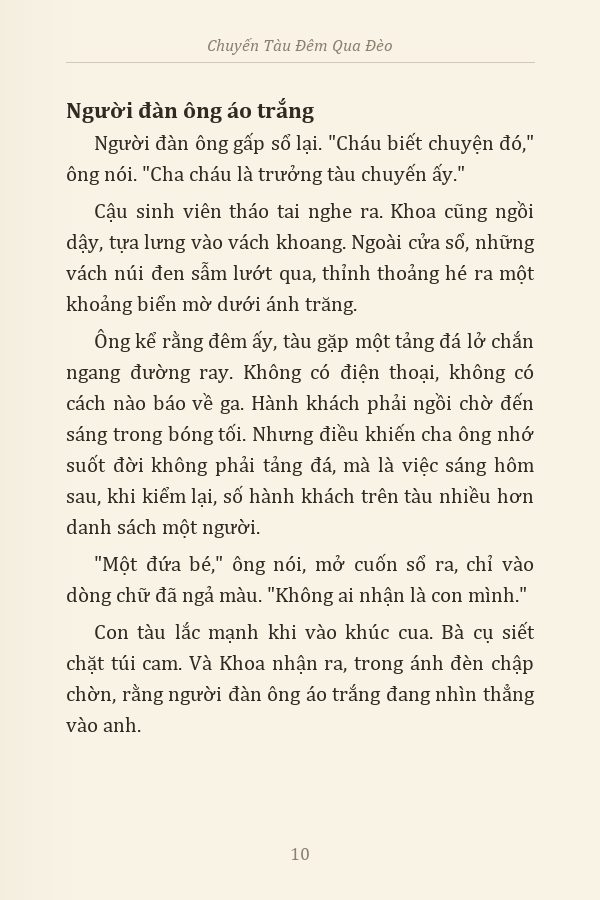 Chuyến Tàu Đêm Qua Đèo
Người đàn ông áo trắng
Người đàn ông gấp sổ lại. "Cháu biết chuyện đó,"
ông nói. "Cha cháu là trưởng tàu chuyến ấy."
Cậu sinh viên tháo tai nghe ra. Khoa cũng ngồi
dậy, tựa lưng vào vách khoang. Ngoài cửa sổ, những
vách núi đen sẫm lướt qua, thỉnh thoảng hé ra một
khoảng biển mờ dưới ánh trăng.
Ông kể rằng đêm ấy, tàu gặp một tảng đá lở chắn
ngang đường ray. Không có điện thoại, không có
cách nào báo về ga. Hành khách phải ngồi chờ đến
sáng trong bóng tối. Nhưng điều khiến cha ông nhớ
suốt đời không phải tảng đá, mà là việc sáng hôm
sau, khi kiểm lại, số hành khách trên tàu nhiều hơn
danh sách một người.
"Một đứa bé," ông nói, mở cuốn sổ ra, chỉ vào
dòng chữ đã ngả màu. "Không ai nhận là con mình."
Con tàu lắc mạnh khi vào khúc cua. Bà cụ siết
chặt túi cam. Và Khoa nhận ra, trong ánh đèn chập
chờn, rằng người đàn ông áo trắng đang nhìn thẳng
vào anh.
10